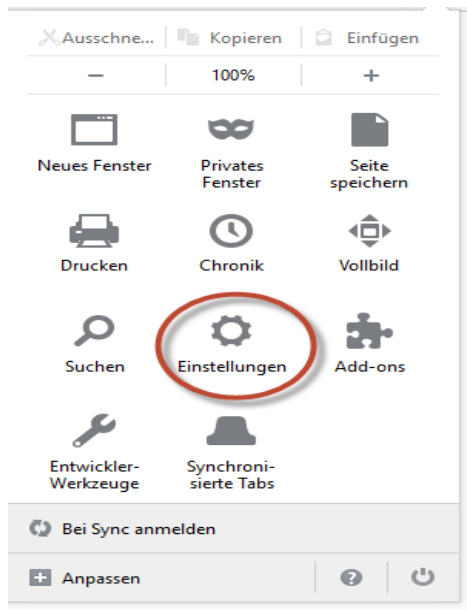 Ausschne... Kopieren Einfügen
− 100% +
Neues Fenster Privates Fenster Seite speichern
Drucken Chronik Vollbild
Suchen Einstellungen Add-ons
Entwickler-
Werkzeuge Synchroni-
sierte Tabs
Bei Sync anmelden
Anpassen